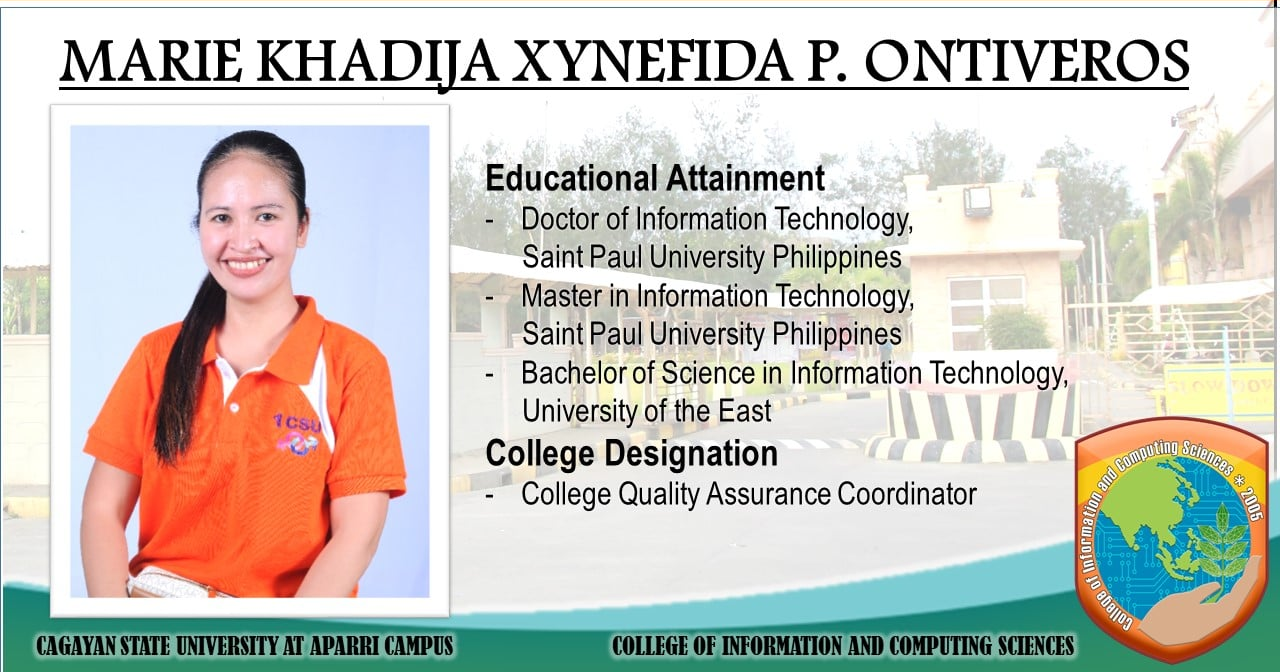 MARIE KHADIJA XYNEFIDA P. ONTIVEROS
Educational Attainment
- Doctor of Information Technology,
Saint Paul University Philippines
- Master in Information Technology,
Saint Paul University Philippines
- Bachelor of Science in Information Technology,
University of the East
College Designation
- College Quality Assurance Coordinator
1CSU
SLOW DOWN
College of Information and Computing Sciences * 2005
CAGAYAN STATE UNIVERSITY AT APARRI CAMPUS
COLLEGE OF INFORMATION AND COMPUTING SCIENCES